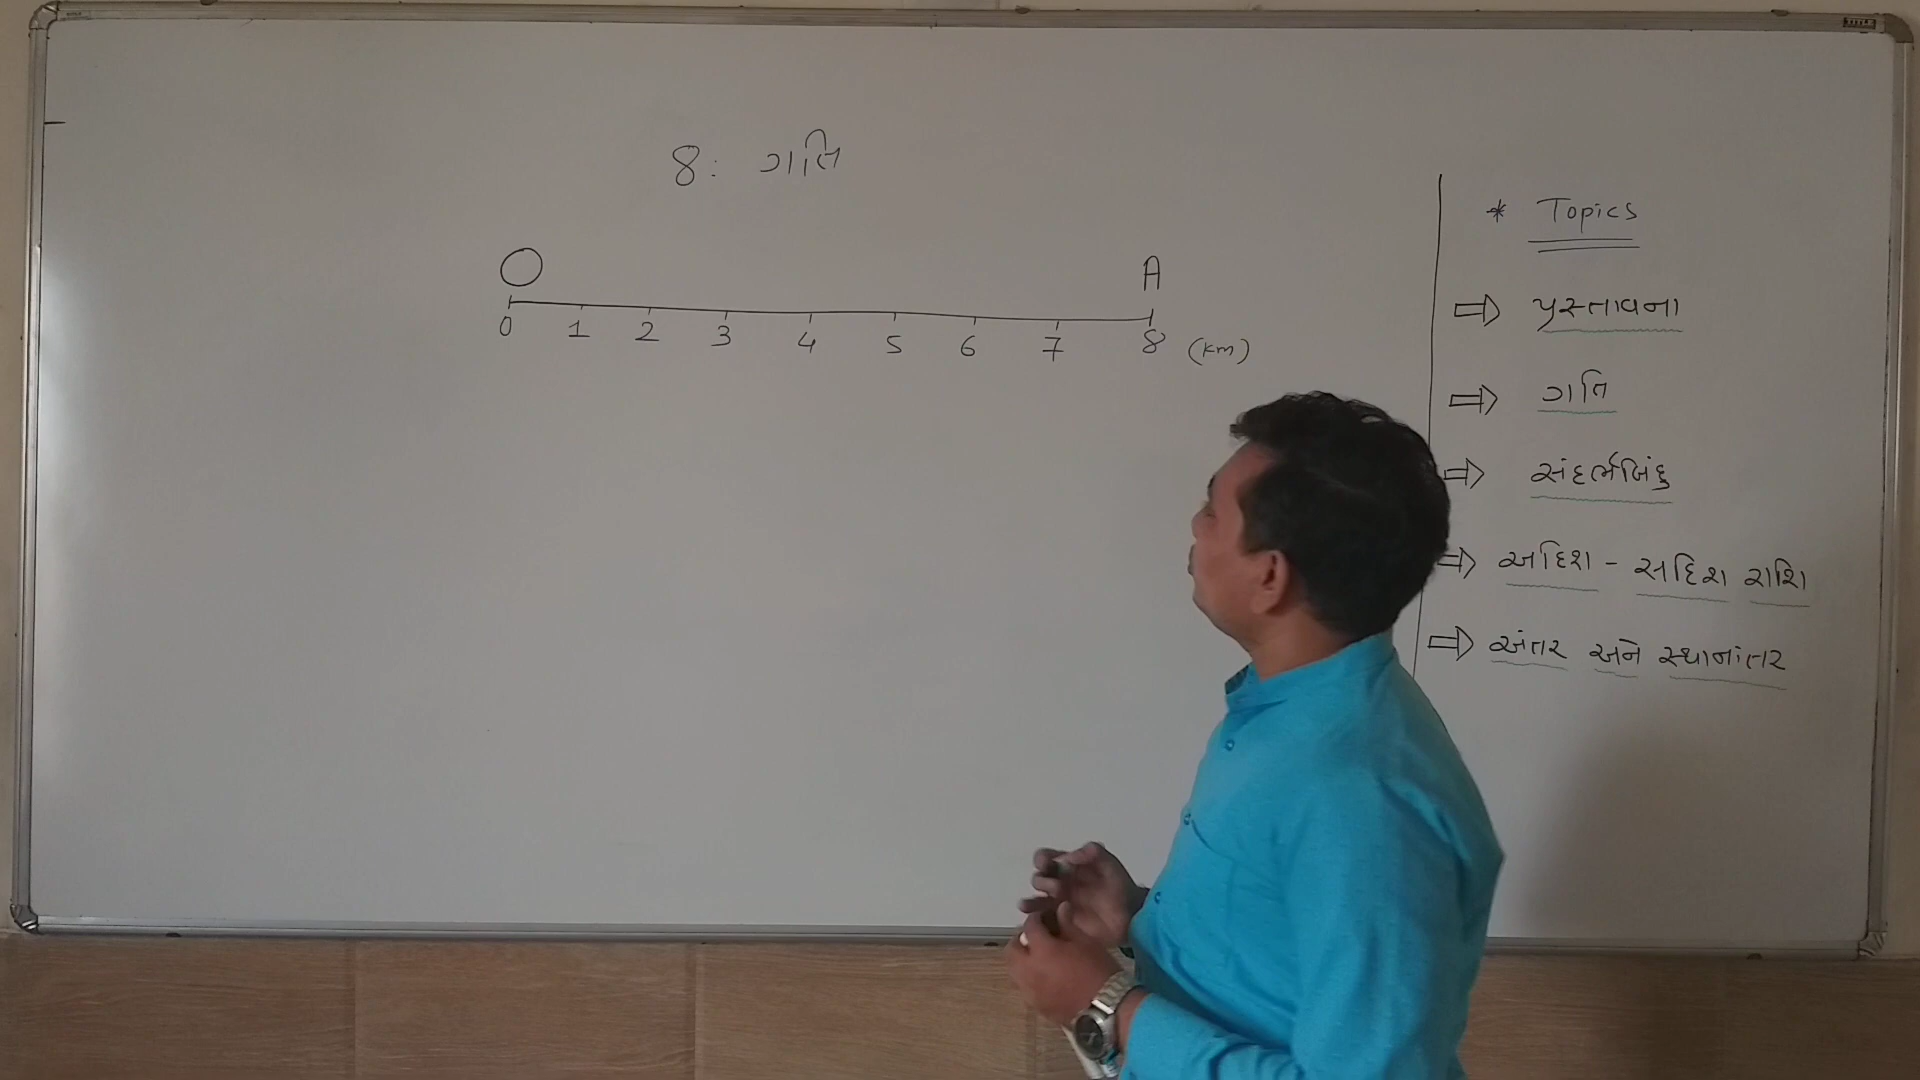 8: ગતિ
O A
0 1 2 3 4 5 6 7 8 (km)
* Topics
⇨ પ્રસ્તાવના
⇨ ગતિ
⇨ સંદર્ભબિંદુ
⇨ અદિશ - સદિશ રાશિ
⇨ અંતર અને સ્થાનાંતર